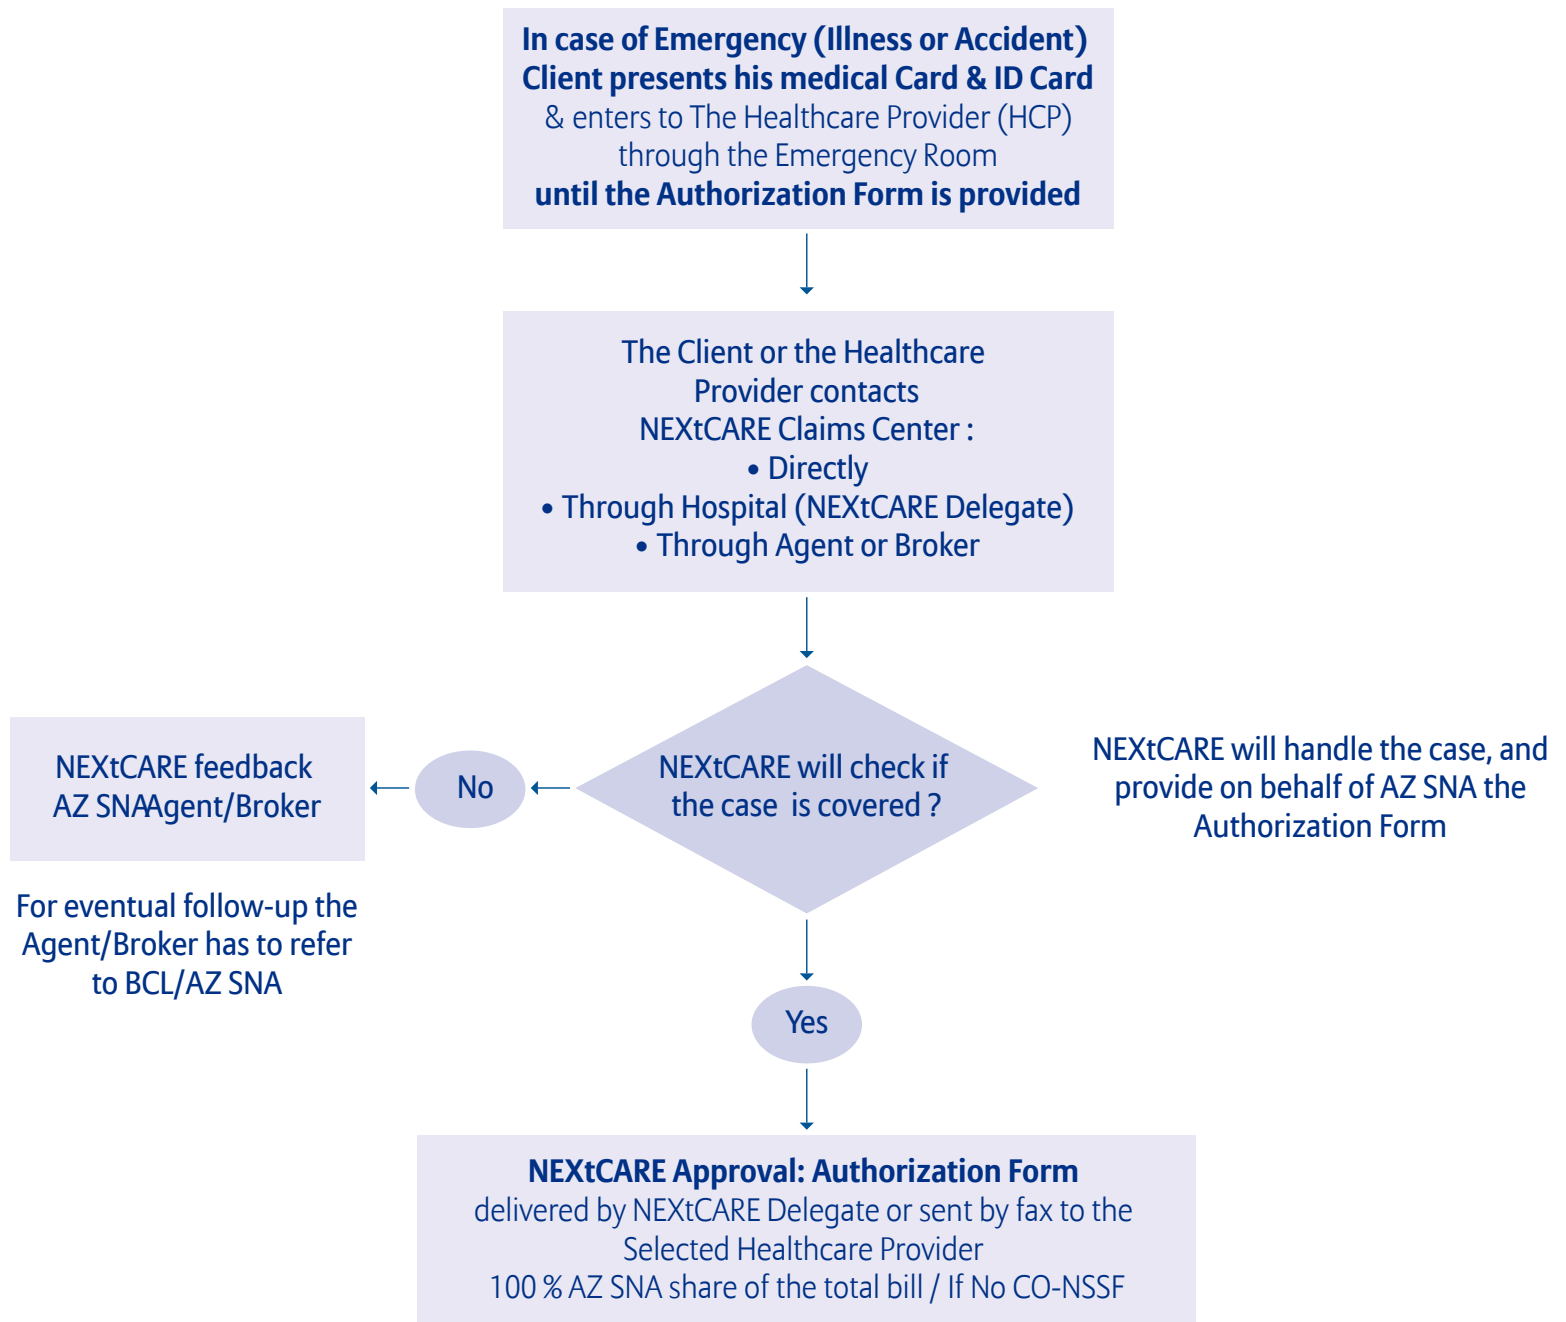 In case of Emergency (Illness or Accident)
Client presents his medical Card & ID Card
& enters to The Healthcare Provider (HCP)
through the Emergency Room
until the Authorization Form is provided
The Client or the Healthcare
Provider contacts
NEXtCARE Claims Center :
• Directly
• Through Hospital (NEXtCARE Delegate)
• Through Agent or Broker
NEXtCARE will check if
the case is covered ?
No
NEXtCARE feedback
AZ SNAAgent/Broker
For eventual follow-up the
Agent/Broker has to refer
to BCL/AZ SNA
NEXtCARE will handle the case, and
provide on behalf of AZ SNA the
Authorization Form
Yes
NEXtCARE Approval: Authorization Form
delivered by NEXtCARE Delegate or sent by fax to the
Selected Healthcare Provider
100 % AZ SNA share of the total bill / If No CO-NSSF